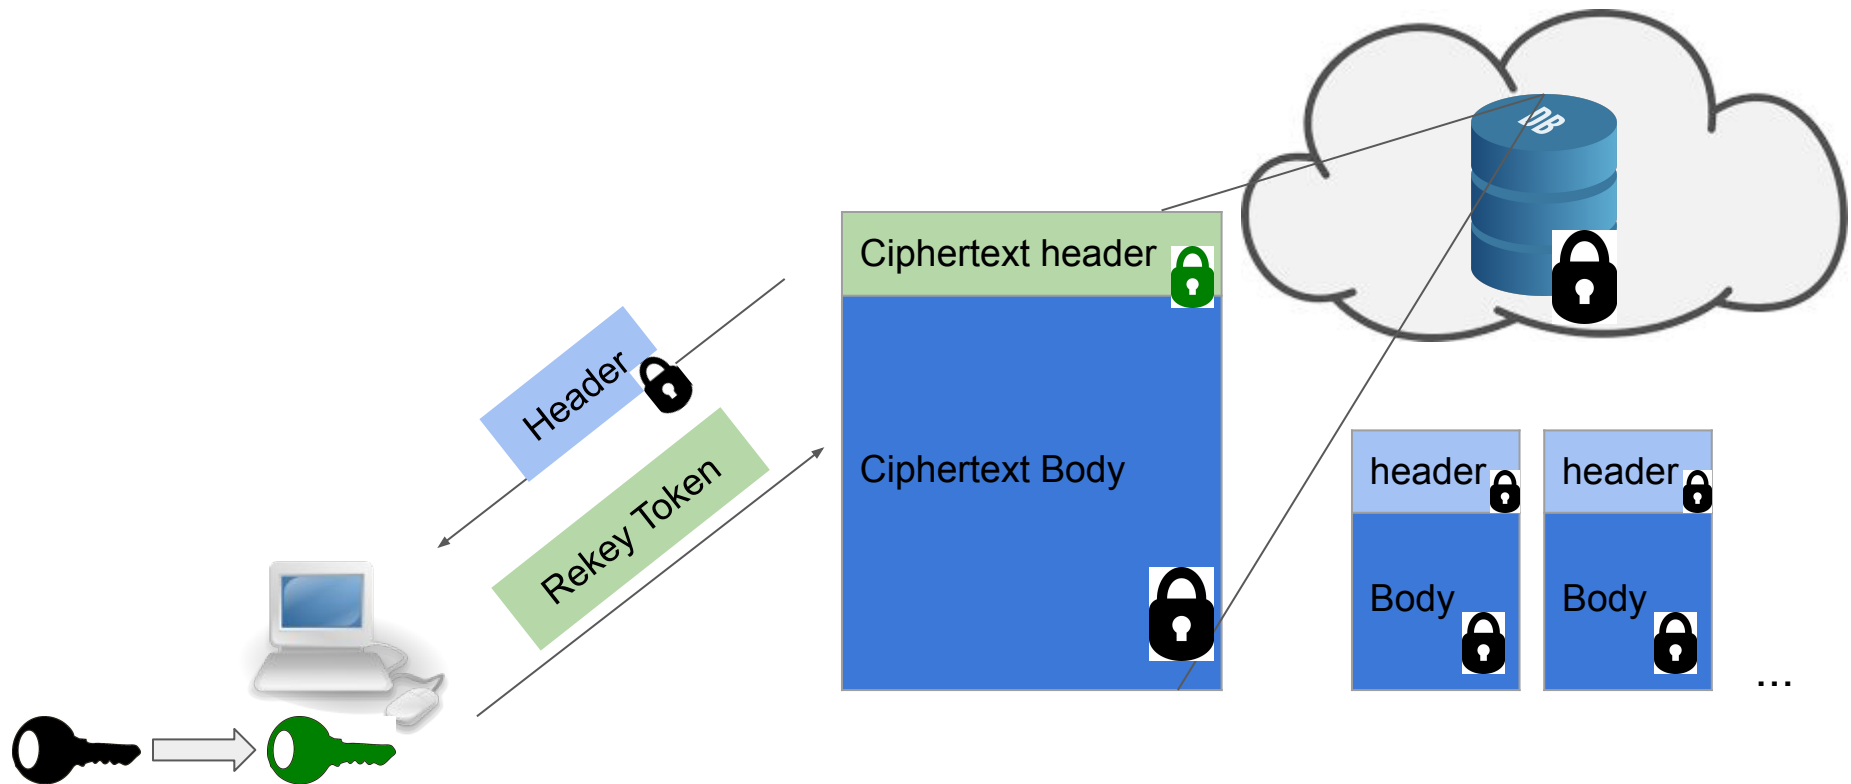 DB
Ciphertext header
Header
Ciphertext Body
Rekey Token
header
header
Body
Body
...